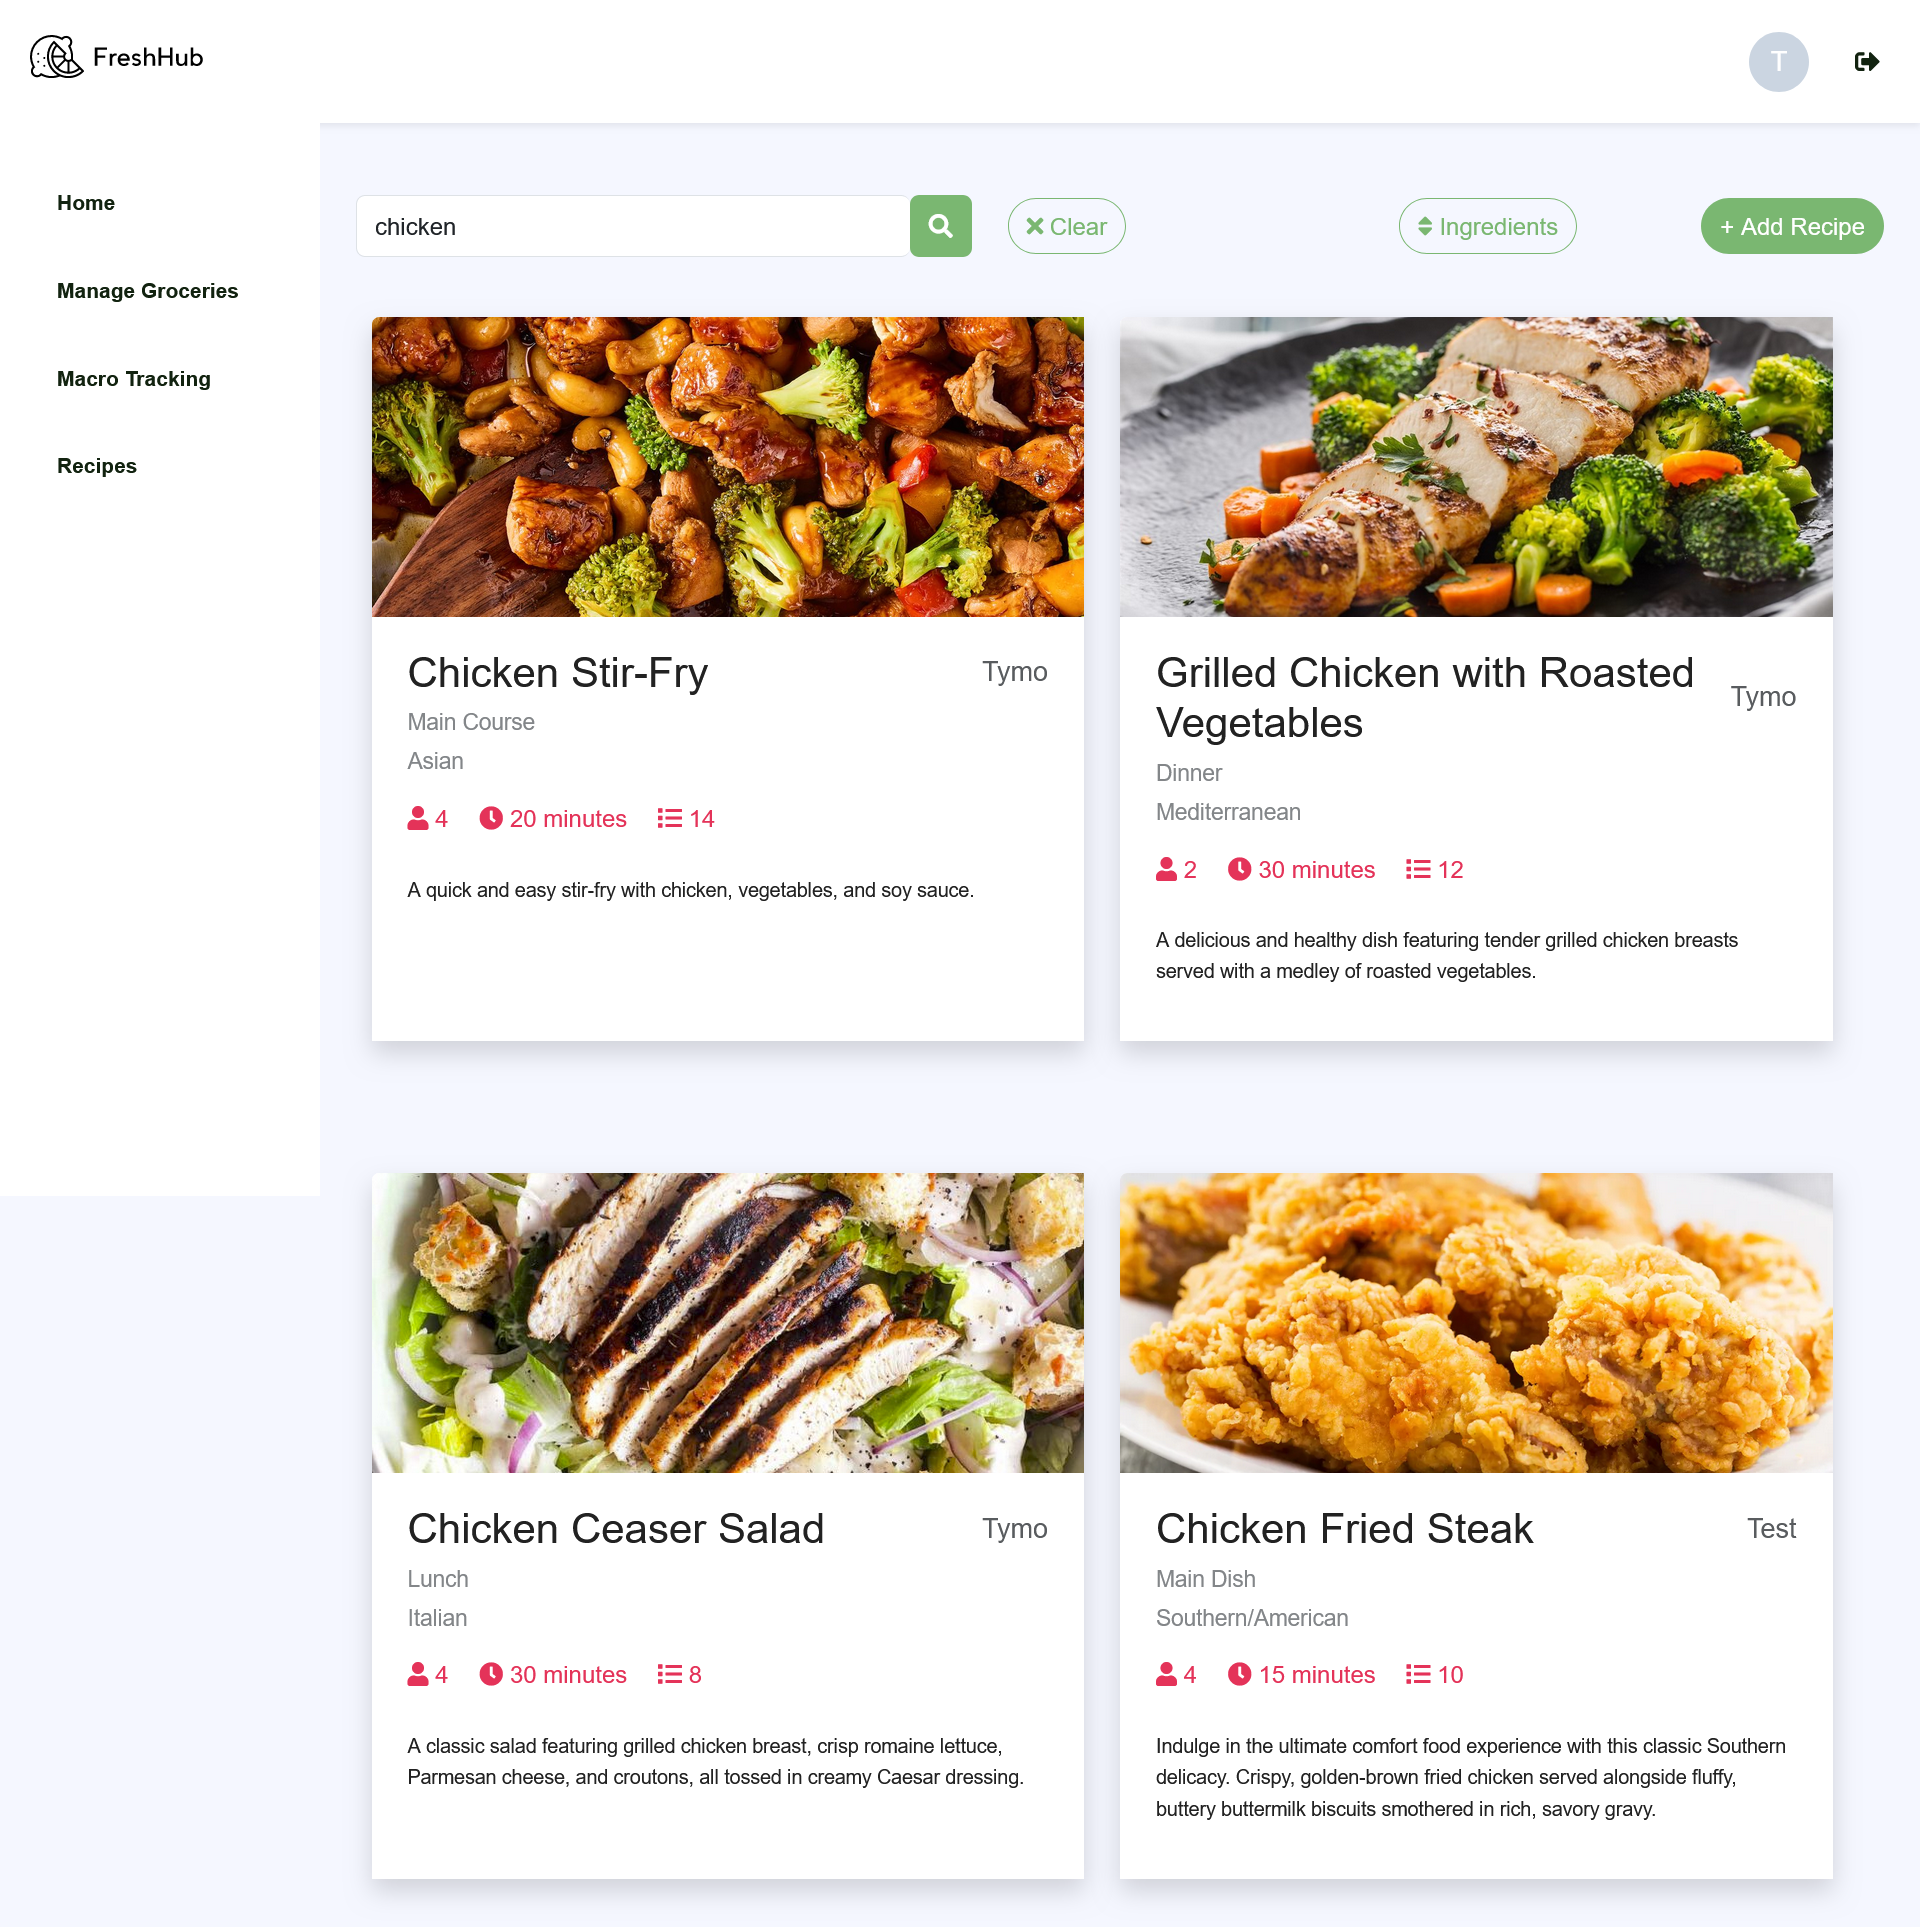 FreshHub
T
Home
Manage Groceries
Macro Tracking
Recipes
chicken
Clear
Ingredients
+ Add Recipe
Chicken Stir-Fry
Tymo
Main Course
Asian
4 20 minutes 14
A quick and easy stir-fry with chicken, vegetables, and soy sauce.
Grilled Chicken with Roasted
Vegetables
Tymo
Dinner
Mediterranean
2 30 minutes 12
A delicious and healthy dish featuring tender grilled chicken breasts
served with a medley of roasted vegetables.
Chicken Ceaser Salad
Tymo
Lunch
Italian
4 30 minutes 8
A classic salad featuring grilled chicken breast, crisp romaine lettuce,
Parmesan cheese, and croutons, all tossed in creamy Caesar dressing.
Chicken Fried Steak
Test
Main Dish
Southern/American
4 15 minutes 10
Indulge in the ultimate comfort food experience with this classic Southern
delicacy. Crispy, golden-brown fried chicken served alongside fluffy,
buttery buttermilk biscuits smothered in rich, savory gravy.